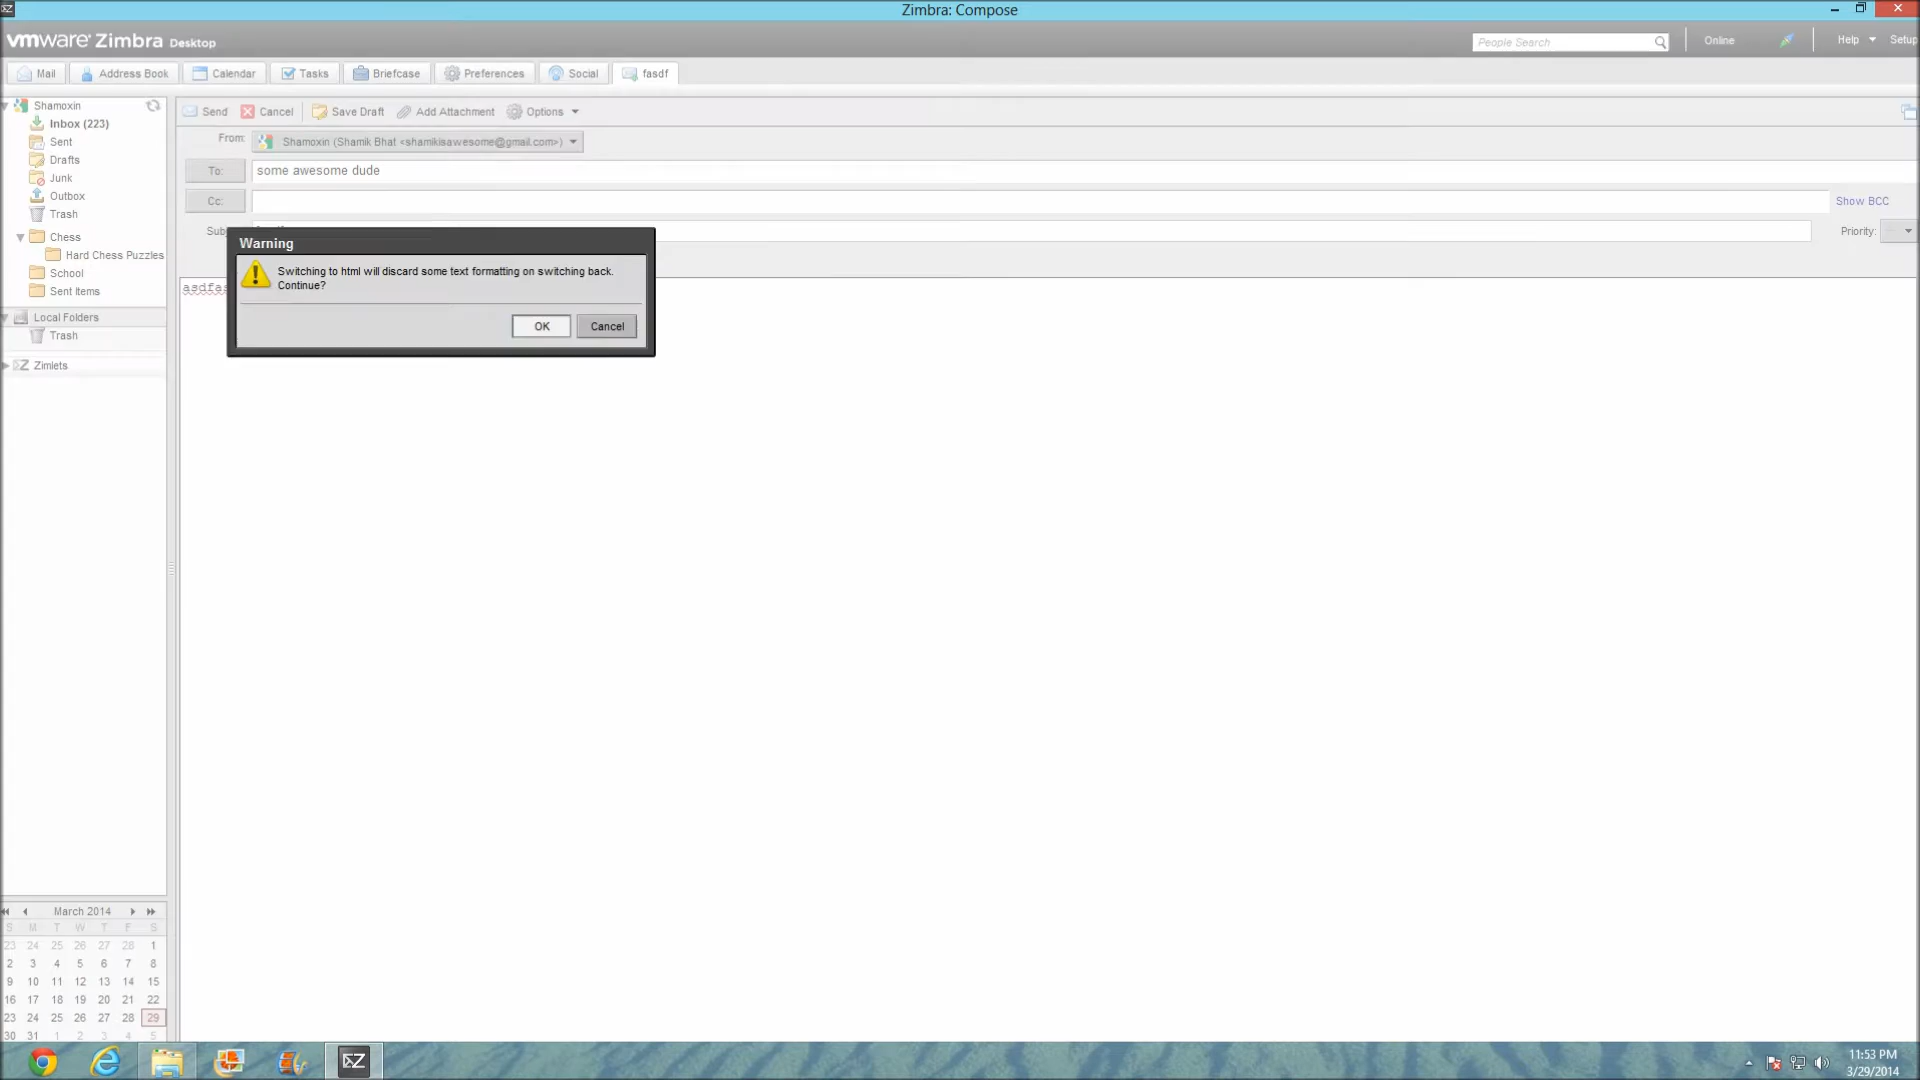 Zimbra: Compose
vmware Zimbra Desktop
People Search
Online
Help
Setup
Mail
Address Book
Calendar
Tasks
Briefcase
Preferences
Social
fasdf
Shamoxin
Inbox (223)
Sent
Drafts
Junk
Outbox
Trash
Chess
Hard Chess Puzzles
School
Sent Items
Local Folders
Trash
Zimlets
Send
Cancel
Save Draft
Add Attachment
Options
From:
Shamoxin (Shamik Bhat <shamikisawesome@gmail.com>)
To:
some awesome dude
Cc:
Show BCC
Priority:
Warning
Switching to html will discard some text formatting on switching back.
Continue?
OK
Cancel
March 2014
S M T W T F S
23 24 25 26 27 28 1
2 3 4 5 6 7 8
9 10 11 12 13 14 15
16 17 18 19 20 21 22
23 24 25 26 27 28 29
30 31 1 2 3 4 5
11:53 PM
3/29/2014